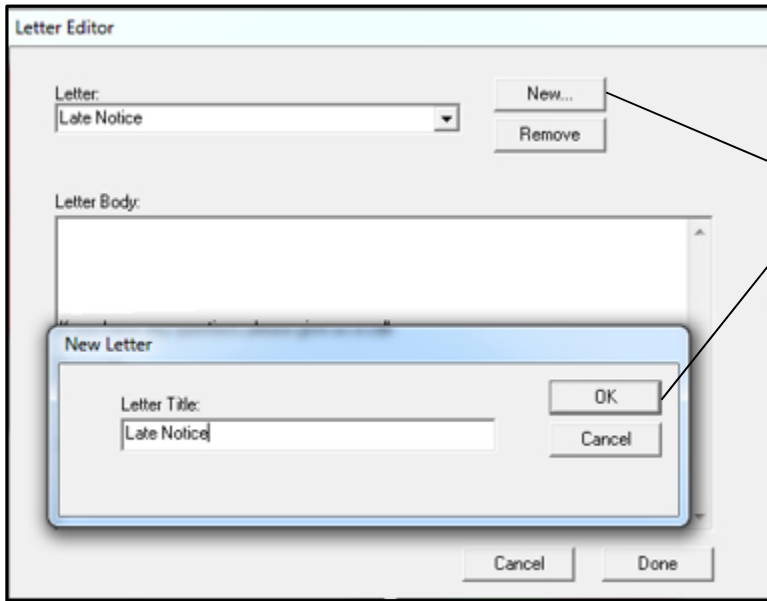 Letter Editor
Letter:
Late Notice
New...
Remove
Letter Body:
New Letter
Letter Title:
Late Notice
OK
Cancel
Cancel
Done